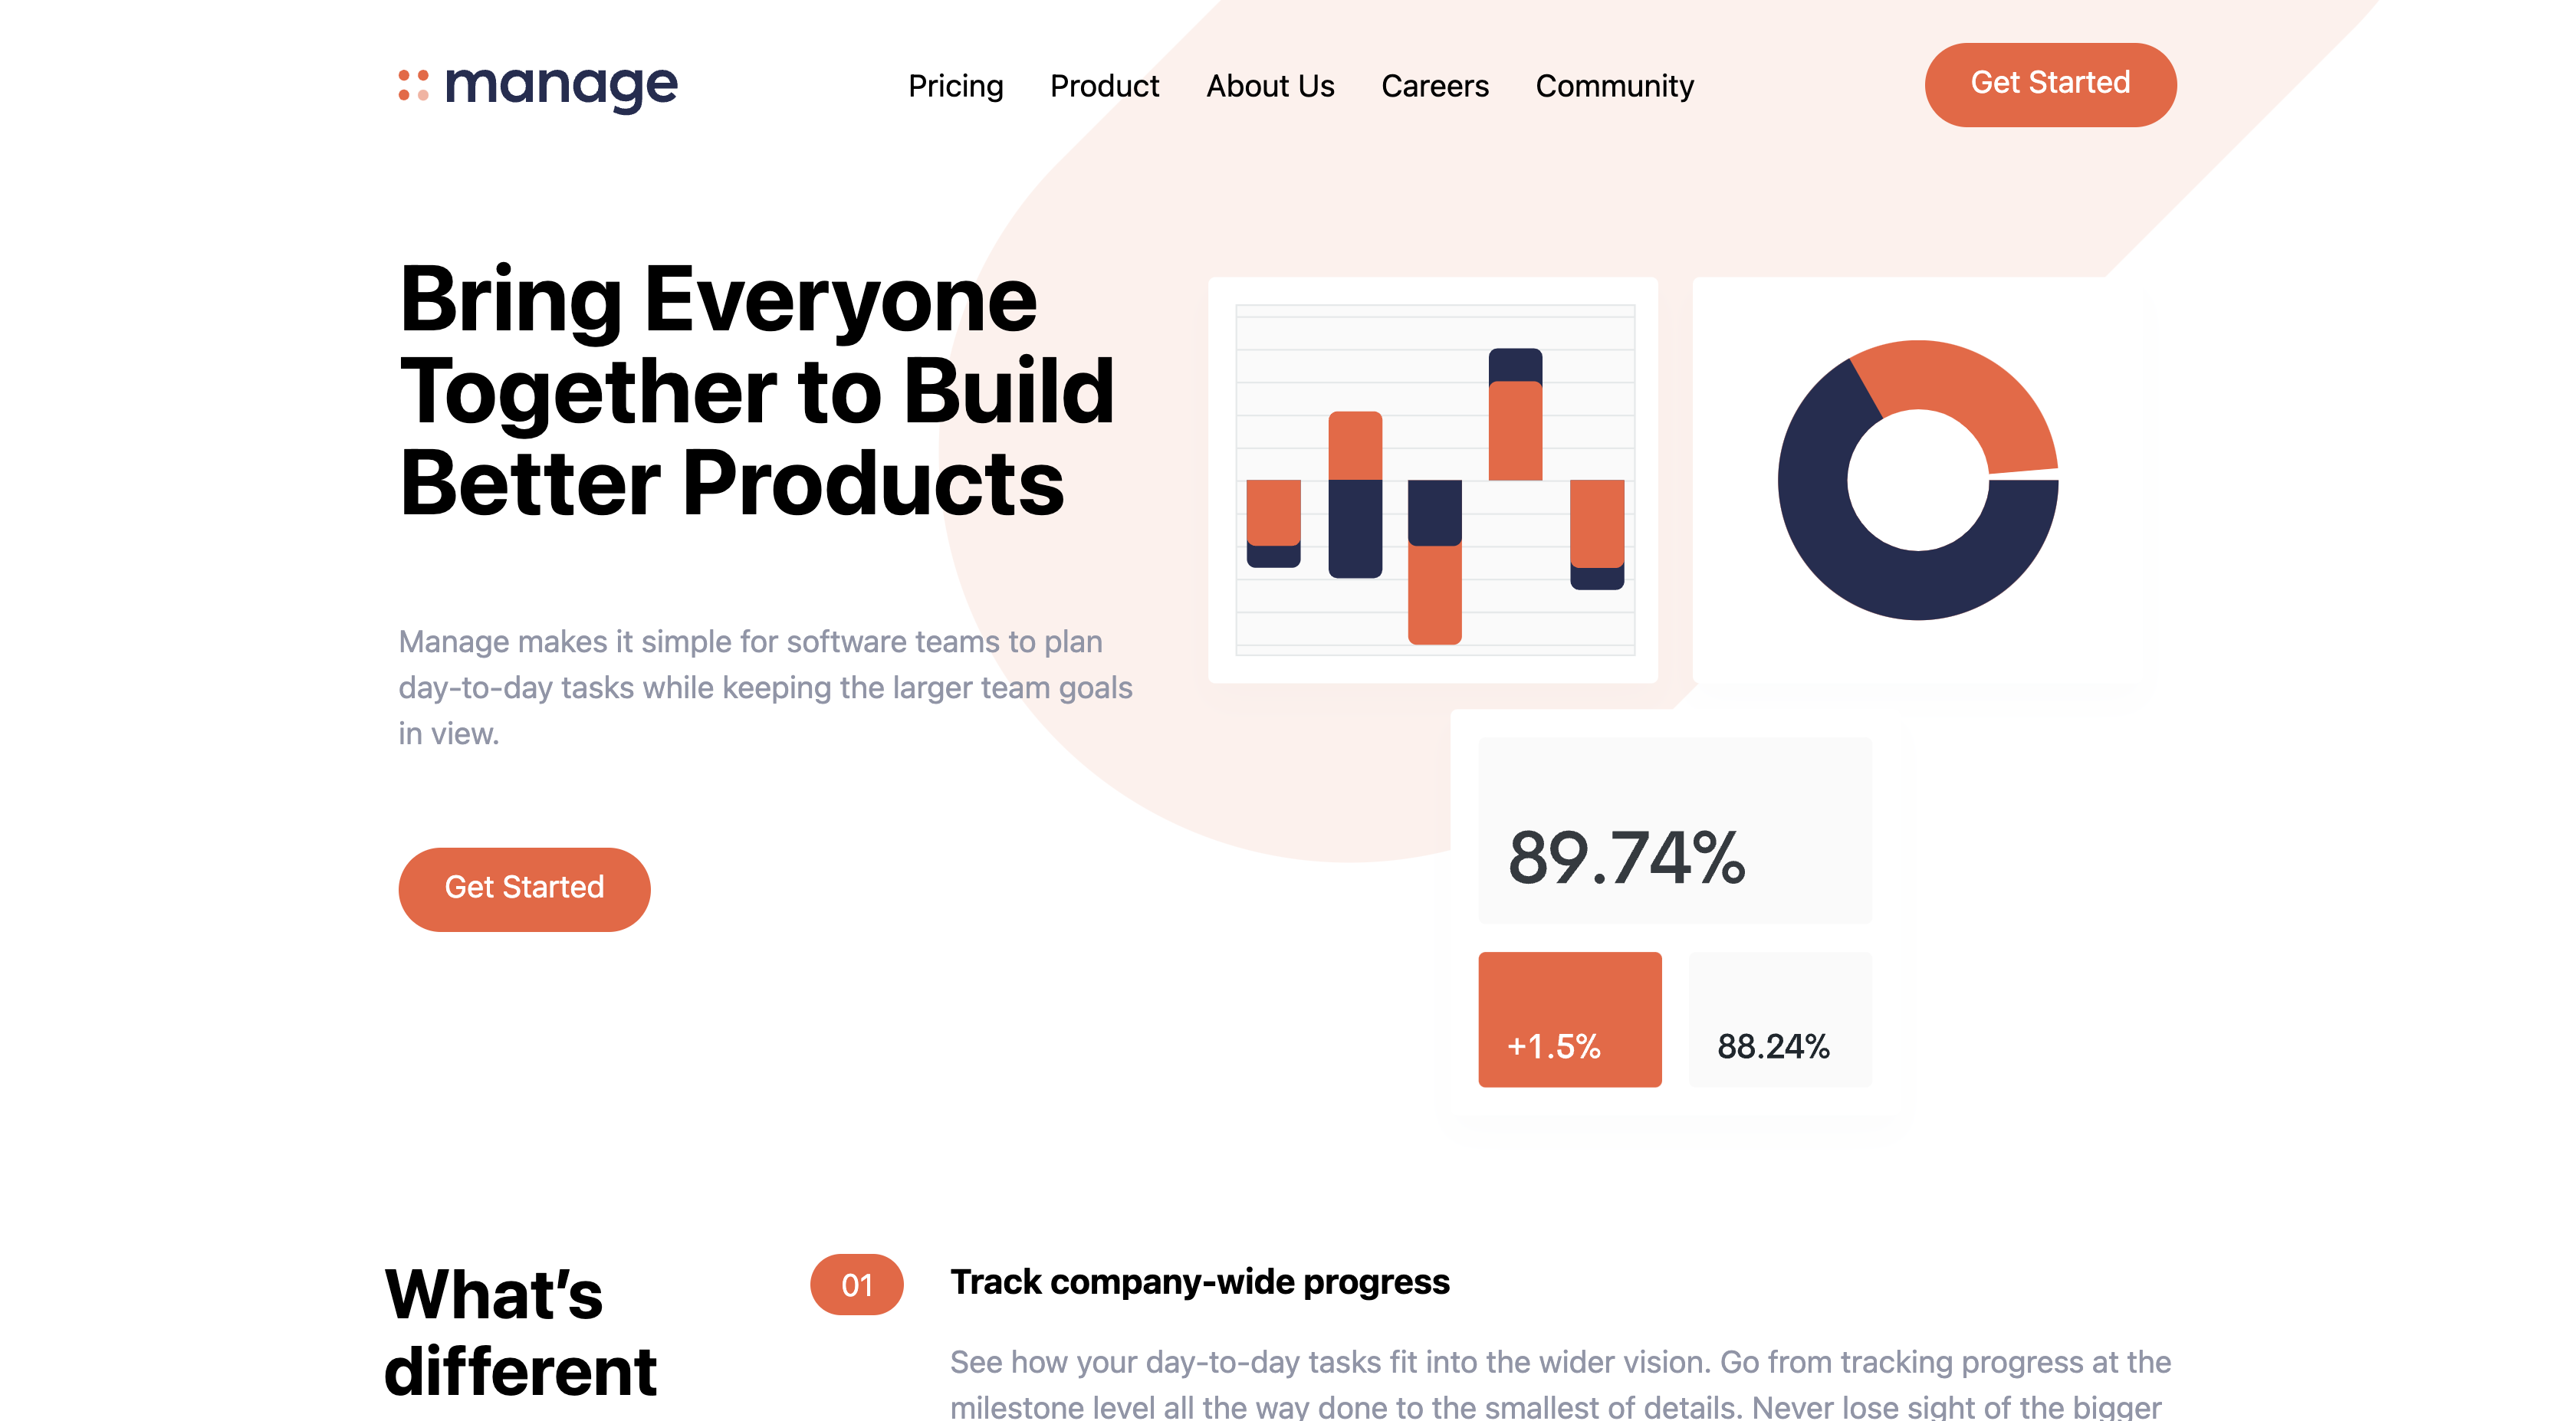 manage
Pricing Product About Us Careers Community
Get Started
Bring Everyone
Together to Build
Better Products
Manage makes it simple for software teams to plan
day-to-day tasks while keeping the larger team goals
in view.
Get Started
89.74%
+1.5%
88.24%
What’s
different
01
Track company-wide progress
See how your day-to-day tasks fit into the wider vision. Go from tracking progress at the
milestone level all the way done to the smallest of details. Never lose sight of the bigger